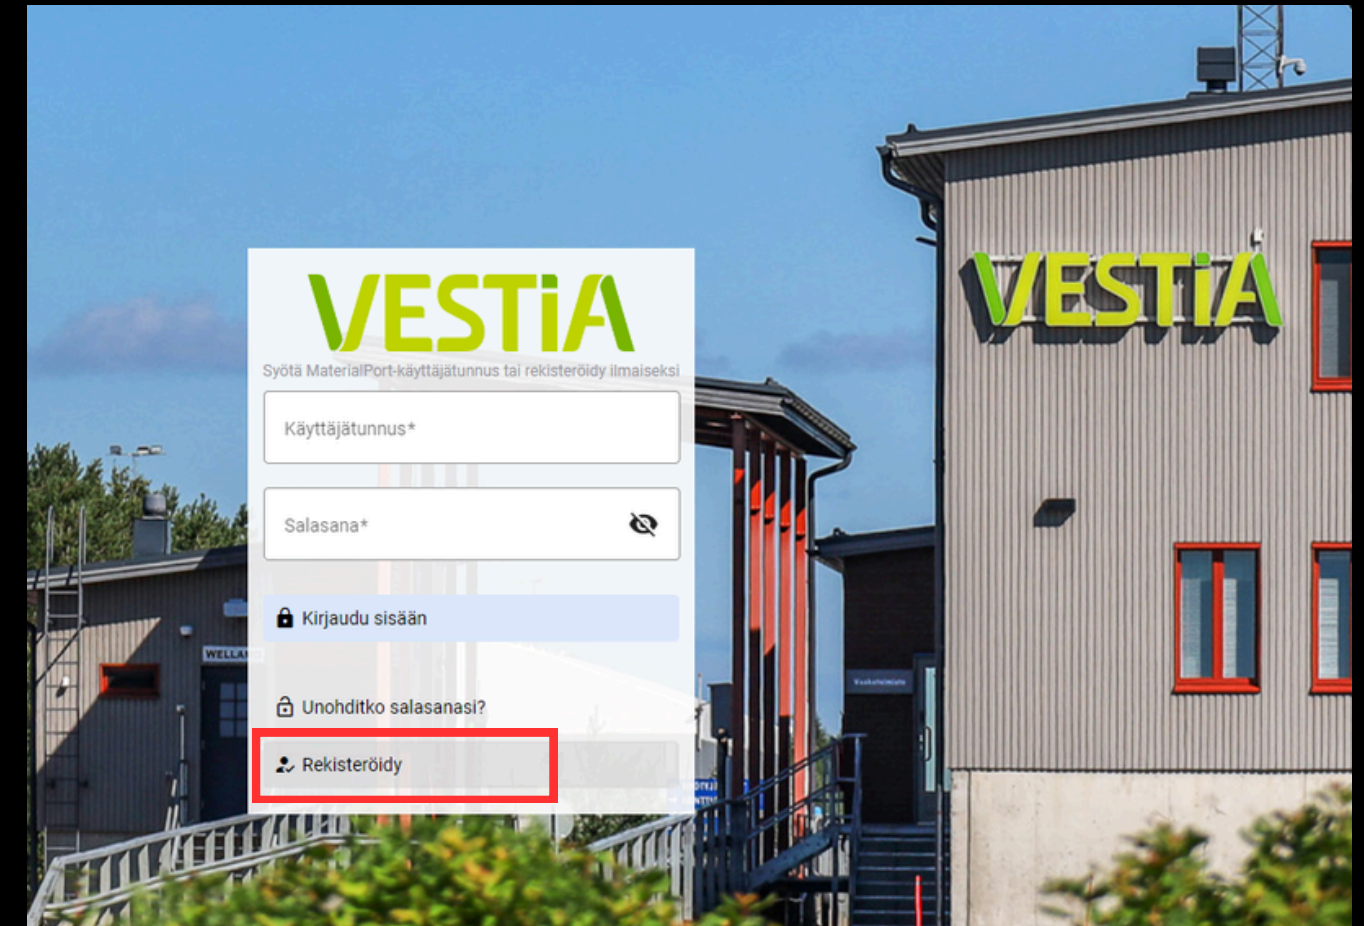 VESTiA
VESTiA
Syötä MaterialPort-käyttäjätunnus tai rekisteröidy ilmaiseksi
Käyttäjätunnus*
Salasana*
Kirjaudu sisään
Unohditko salasanasi?
Rekisteröidy